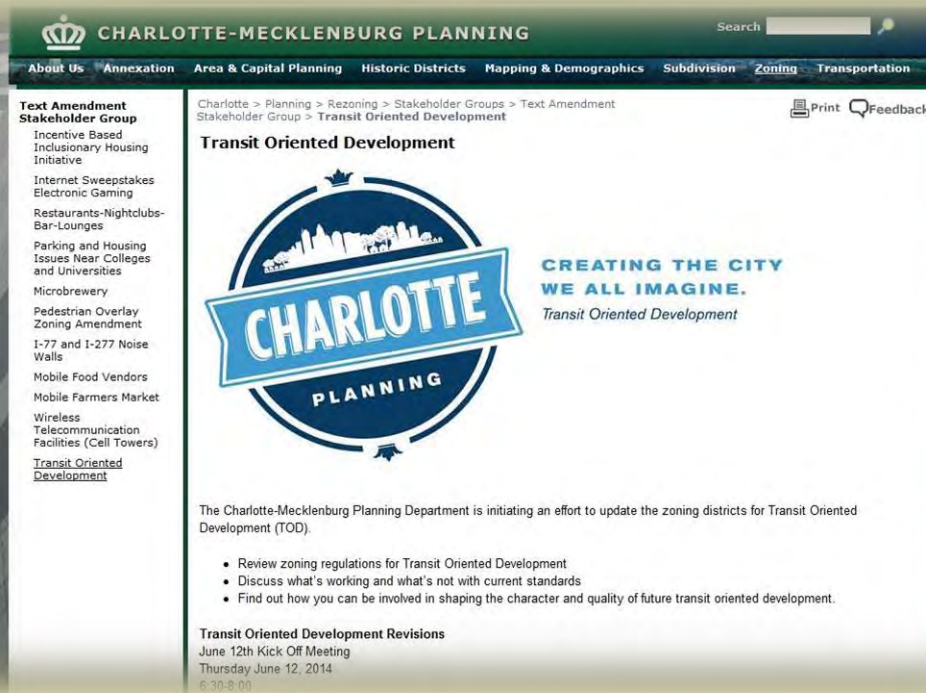 CHARLOTTE-MECKLENBURG PLANNING
Search
About Us Annexation Area & Capital Planning Historic Districts Mapping & Demographics Subdivision Zoning Transportation
Text Amendment
Stakeholder Group
Incentive Based
Inclusionary Housing
Initiative
Internet Sweepstakes
Electronic Gaming
Restaurants-Nightclubs-
Bar-Lounges
Parking and Housing
Issues Near Colleges
and Universities
Microbrewery
Pedestrian Overlay
Zoning Amendment
I-77 and I-277 Noise
Walls
Mobile Food Vendors
Mobile Farmers Market
Wireless
Telecommunication
Facilities (Cell Towers)
Transit Oriented
Development
Charlotte > Planning > Rezoning > Stakeholder Groups > Text Amendment
Stakeholder Group > Transit Oriented Development
Print Feedback
Transit Oriented Development
CHARLOTTE
PLANNING
CREATING THE CITY
WE ALL IMAGINE.
Transit Oriented Development
The Charlotte-Mecklenburg Planning Department is initiating an effort to update the zoning districts for Transit Oriented
Development (TOD).
• Review zoning regulations for Transit Oriented Development
• Discuss what's working and what's not with current standards
• Find out how you can be involved in shaping the character and quality of future transit oriented development.
Transit Oriented Development Revisions
June 12th Kick Off Meeting
Thursday June 12, 2014
6:30-8:00